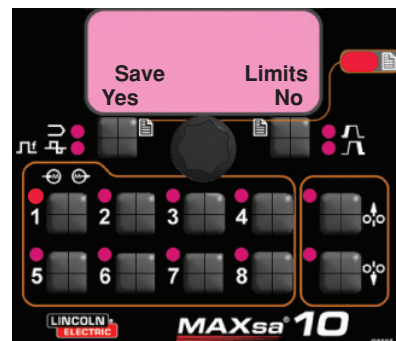 Save Limits
Yes No
1 2 3 4
5 6 7 8
LINCOLN ELECTRIC
MAXsa 10